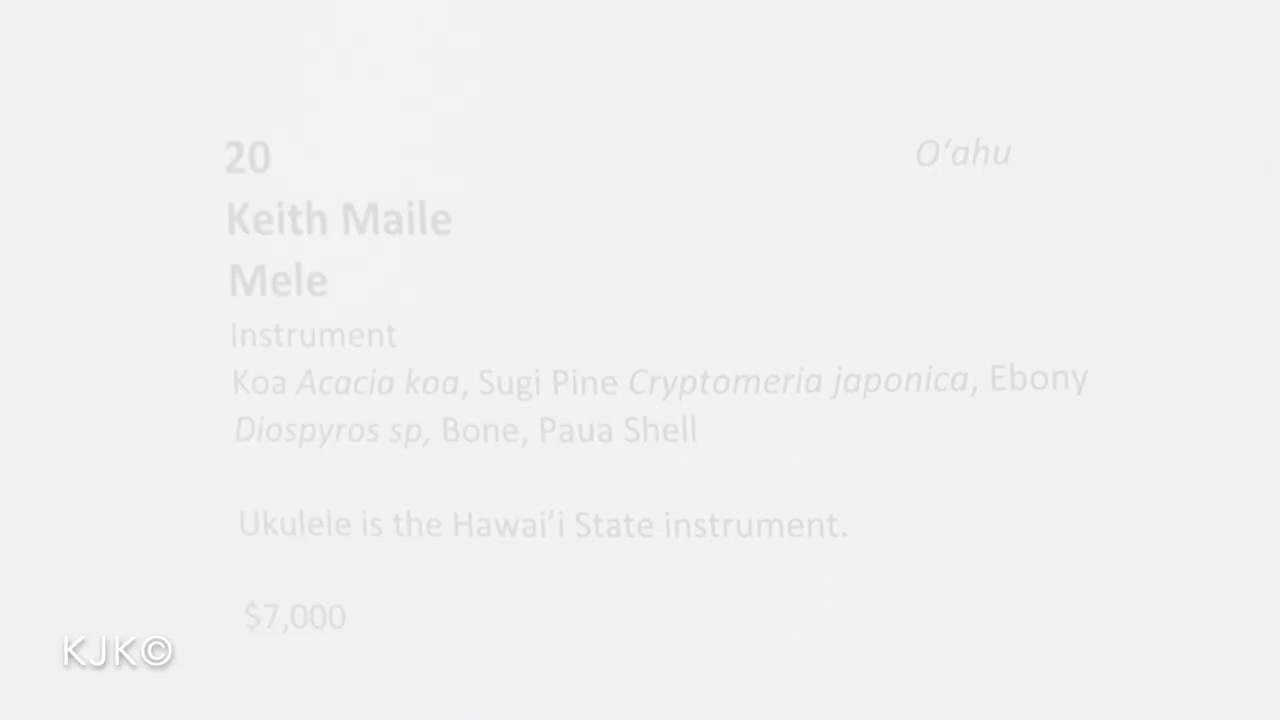 20
O‘ahu
Keith Maile
Mele
Instrument
Koa Acacia koa, Sugi Pine Cryptomeria japonica, Ebony
Diospyros sp, Bone, Paua Shell
Ukulele is the Hawai’i State instrument.
$7,000
KJK©